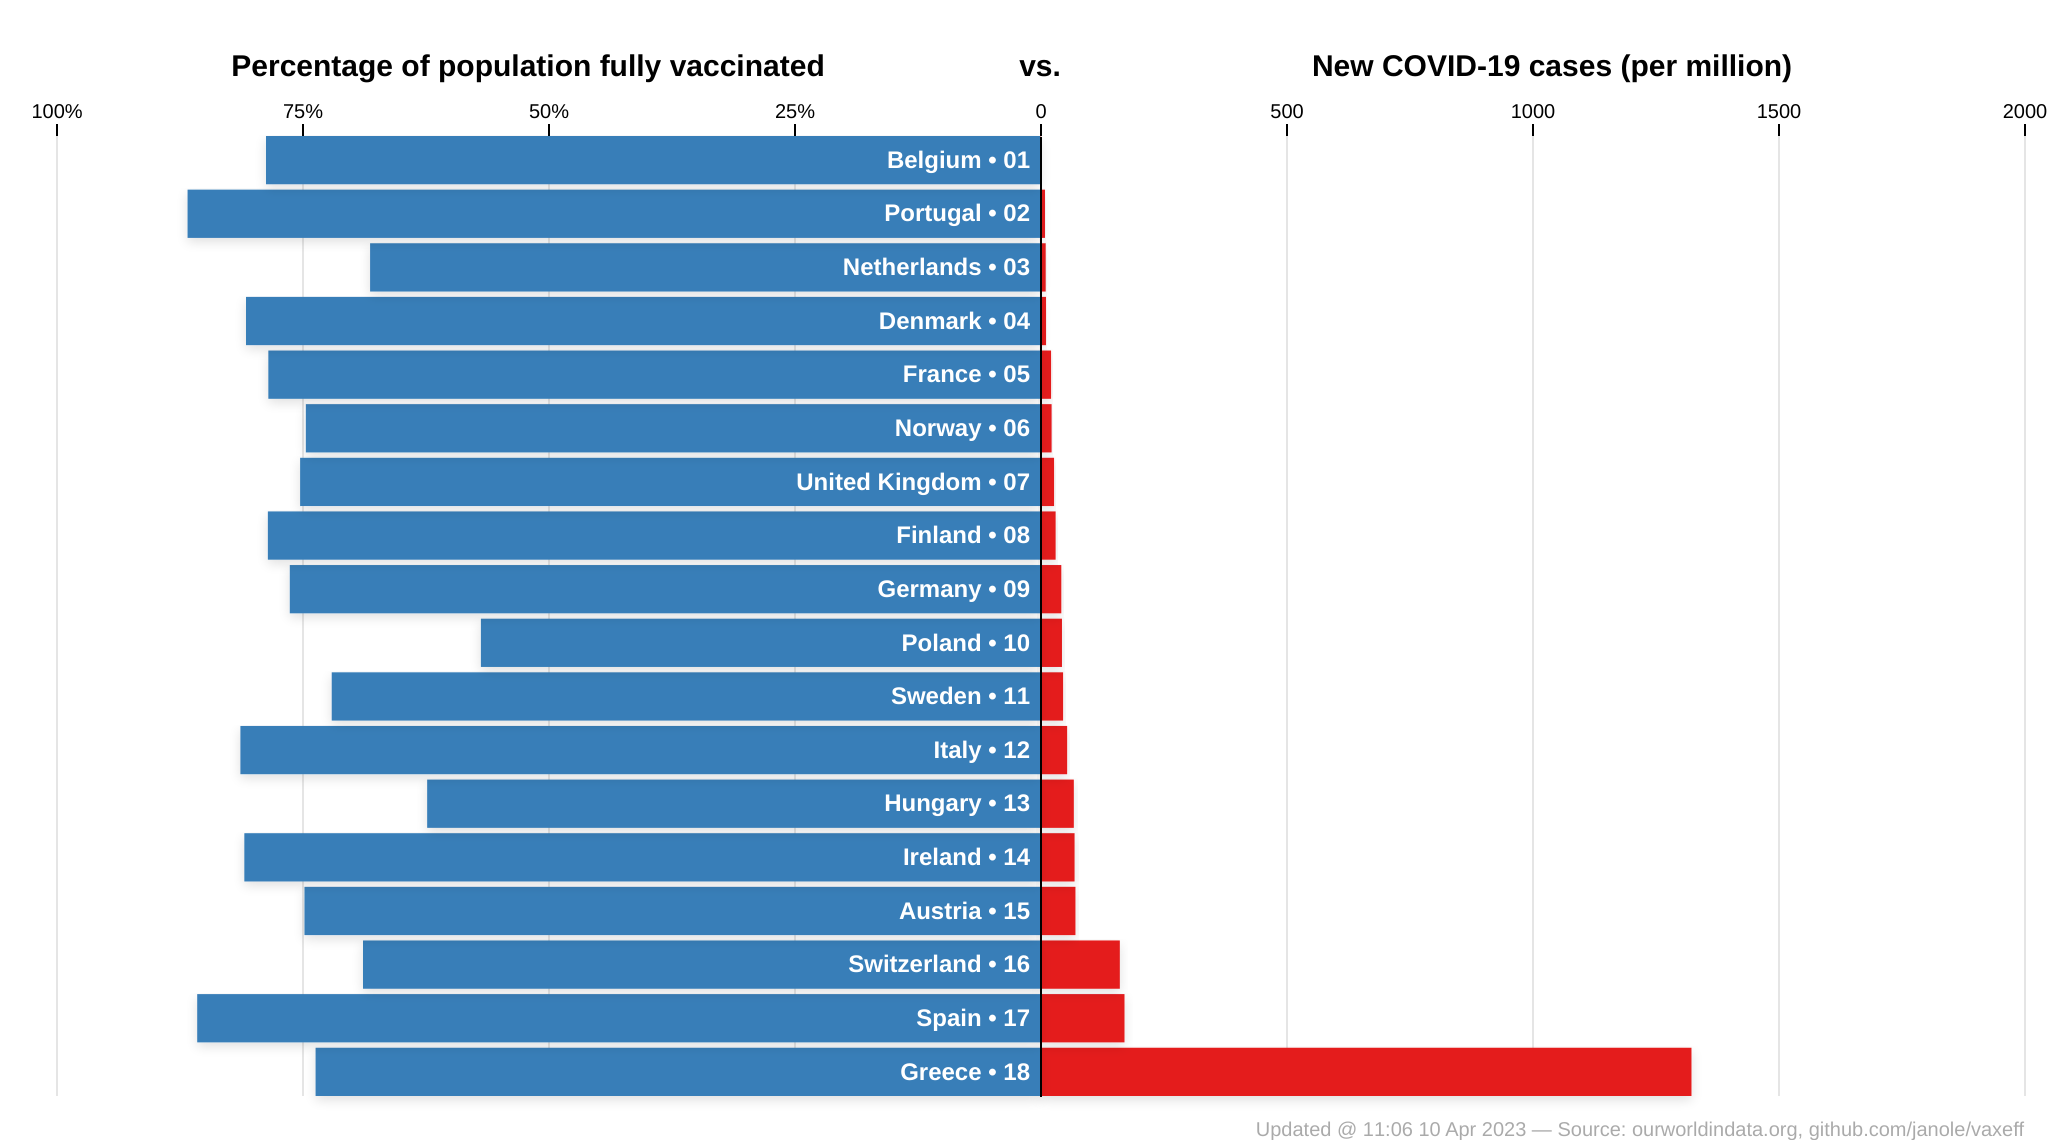 Percentage of population fully vaccinated vs. New COVID-19 cases (per million)
100% 75% 50% 25% 0 500 1000 1500 2000
Belgium • 01
Portugal • 02
Netherlands • 03
Denmark • 04
France • 05
Norway • 06
United Kingdom • 07
Finland • 08
Germany • 09
Poland • 10
Sweden • 11
Italy • 12
Hungary • 13
Ireland • 14
Austria • 15
Switzerland • 16
Spain • 17
Greece • 18
Updated @ 11:06 10 Apr 2023 — Source: ourworldindata.org, github.com/janole/vaxeff